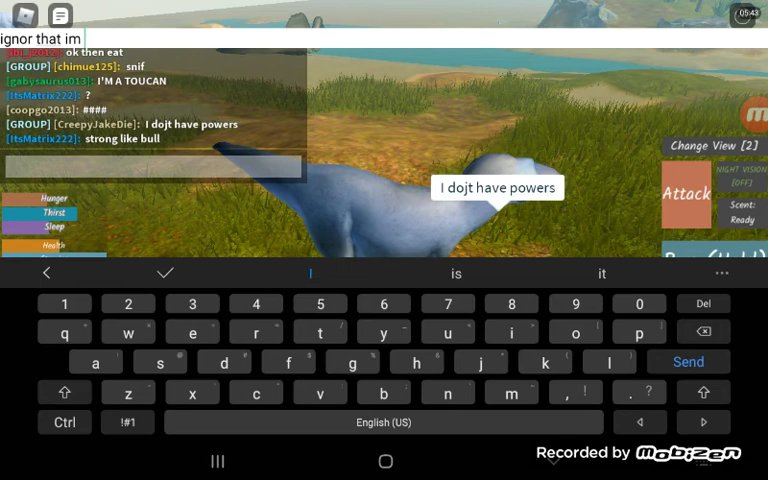 05:43
ignor that im
ok then eat
[GROUP] [chimue125]: snif
[gabysaurus013]: I'M A TOUCAN
[ItsMatrix222]: ?
[coopgo2013]: ####
[GROUP] [CreepyJakeDie]: I dojt have powers
[ItsMatrix222]: strong like bull
I dojt have powers
Change View [2]
Attack
NIGHT VISION
[OFF]
Scent:
Ready
Hunger
Thirst
Sleep
Health
I is it
1 2 3 4 5 6 7 8 9 0 Del
q w e r t y u i o p
a s d f g h j k l Send
z x c v b n m , ! . ?
Ctrl !#1 English (US)
Recorded by Mobizen